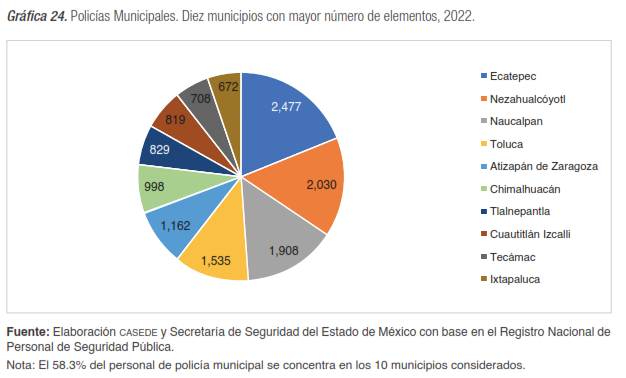 Gráfica 24. Policías Municipales. Diez municipios con mayor número de elementos, 2022.
672
708
2,477
819
829
2,030
998
1,162
1,535
1,908
Ecatepec
Nezahualcóyotl
Naucalpan
Toluca
Atizapán de Zaragoza
Chimalhuacán
Tlalnepantla
Cuautitlán Izcalli
Tecámac
Ixtapaluca
Fuente: Elaboración CASEDE y Secretaría de Seguridad del Estado de México con base en el Registro Nacional de
Personal de Seguridad Pública.
Nota: El 58.3% del personal de policía municipal se concentra en los 10 municipios considerados.